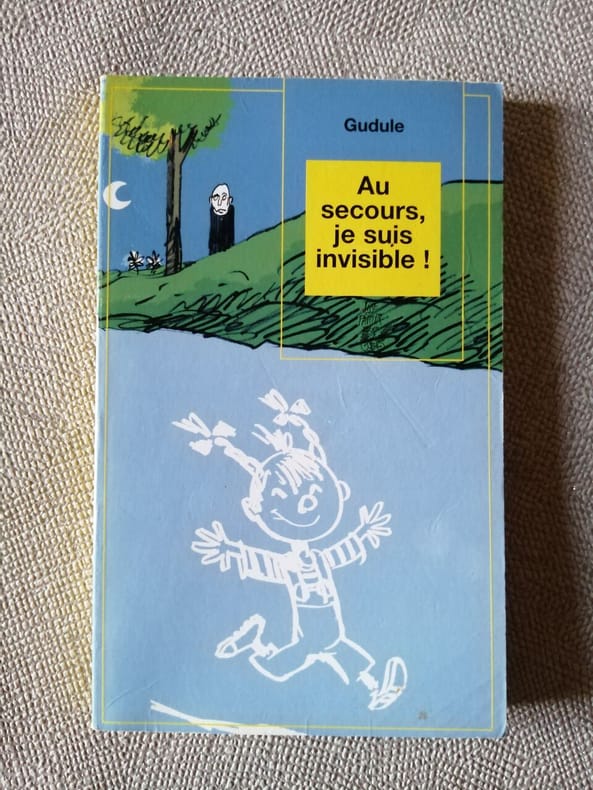 Gudule
Au
secours,
je suis
invisible !